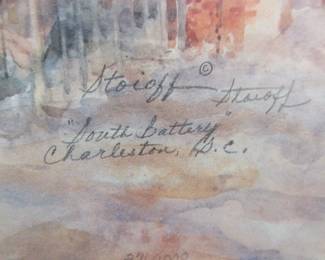 Stoioff © Stoioff
"South Battery"
Charleston, S.C.